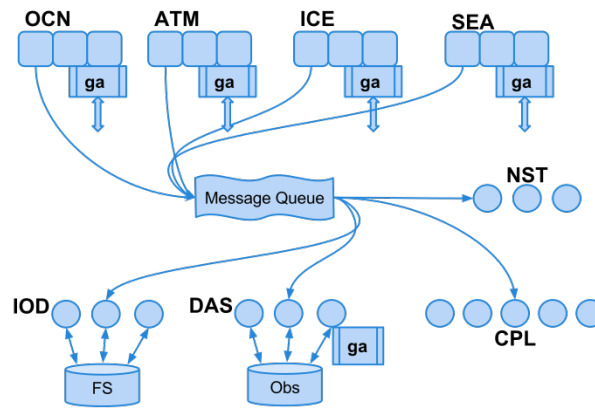 OCN
ATM
ICE
SEA
ga
ga
ga
ga
Message Queue
NST
IOD
DAS
CPL
ga
FS
Obs